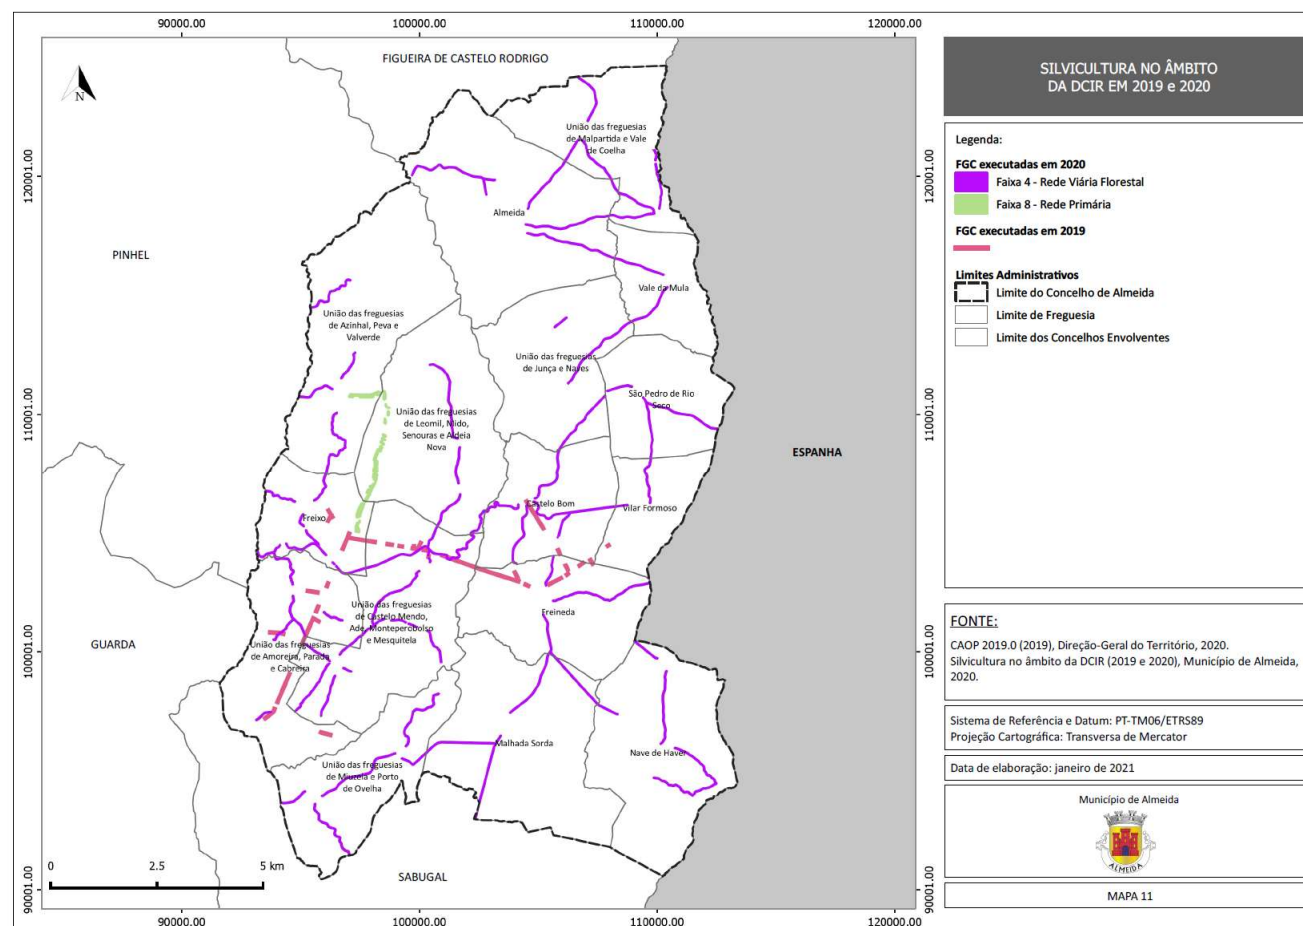 90000.00
100000.00
110000.00
120000.00
FIGUEIRA DE CASTELO RODRIGO
N
120001.00
120001.00
União das freguesias
de Malpartida e Vale
de Coelha
Almeida
PINHEL
Vale da Mula
União das freguesias
de Azinhal, Peva e
Valverde
União das freguesias
de Junça e Naves
110001.00
110001.00
São Pedro de Rio
Seco
União das freguesias
de Leomil, Mido,
Senouras e Aldeia
Nova
ESPANHA
Castelo Bom
Vilar Formoso
Freixo
União das freguesias
de Castelo Mendo,
Ade, Monteperobolso
e Mesquitela
Freineda
GUARDA
100001.00
100001.00
União das freguesias
de Amoreira, Parada
e Cabreira
Malhada Sorda
Nave de Haver
União das freguesias
de Miuzela e Porto
de Ovelha
0
2.5
5 km
SABUGAL
90001.00
90001.00
90000.00
100000.00
110000.00
120000.00
SILVICULTURA NO ÂMBITO
DA DCIR EM 2019 e 2020
Legenda:
FGC executadas em 2020
Faixa 4 - Rede Viária Florestal
Faixa 8 - Rede Primária
FGC executadas em 2019
Limites Administrativos
Limite do Concelho de Almeida
Limite de Freguesia
Limite dos Concelhos Envolventes
FONTE:
CAOP 2019.0 (2019), Direção-Geral do Território, 2020.
Silvicultura no âmbito da DCIR (2019 e 2020), Município de Almeida,
2020.
Sistema de Referência e Datum: PT-TM06/ETRS89
Projeção Cartográfica: Transversa de Mercator
Data de elaboração: janeiro de 2021
Município de Almeida
ALMEIDA
MAPA 11